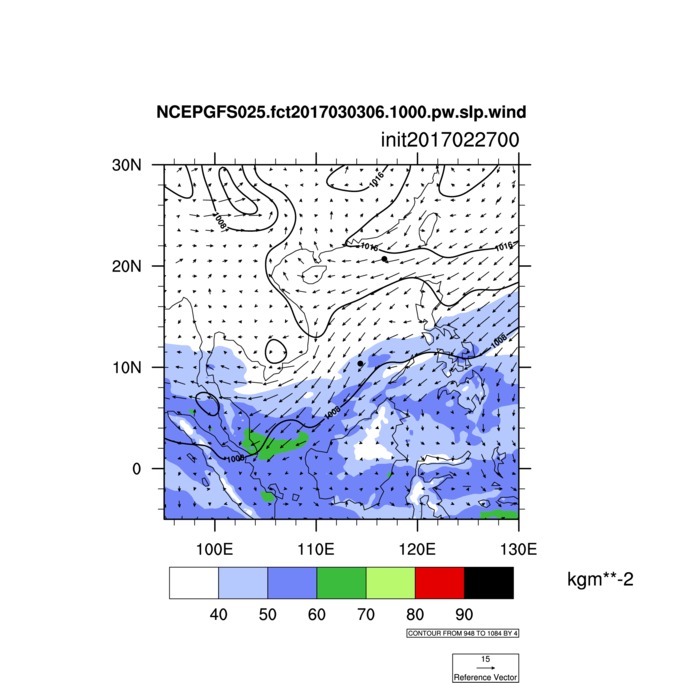 NCEPGFS025.fct2017030306.1000.pw.slp.wind
init2017022700
30N
20N
10N
0
1016
1008
1016
1016
1008
1008
1008
100E 110E 120E 130E
kgm**-2
40 50 60 70 80 90
CONTOUR FROM 948 TO 1084 BY 4
15
Reference Vector